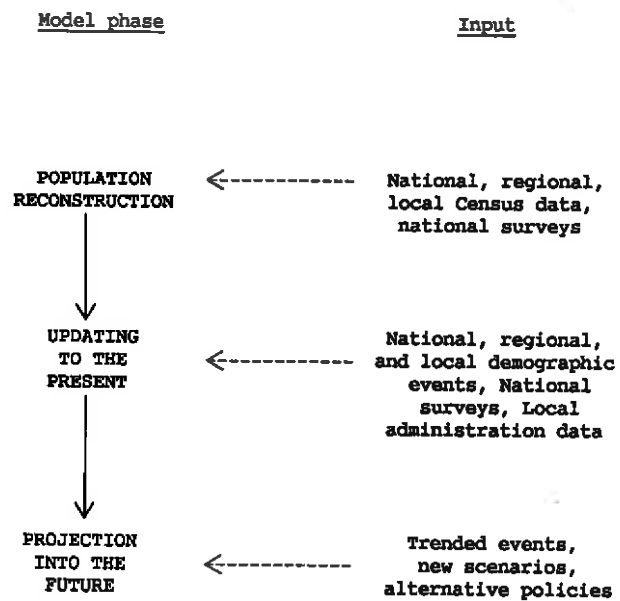 Model phase
Input
POPULATION
RECONSTRUCTION
National, regional,
local Census data,
national surveys
UPDATING
TO THE
PRESENT
National, regional,
and local demographic
events, National
surveys, Local
administration data
PROJECTION
INTO THE
FUTURE
Trended events,
new scenarios,
alternative policies